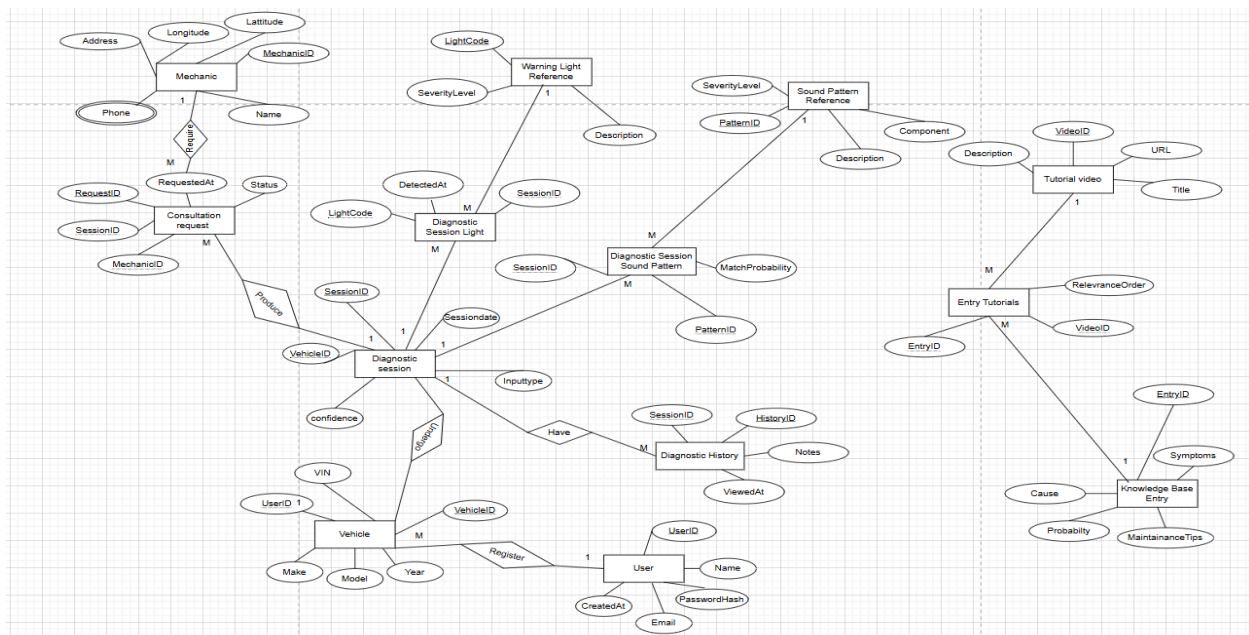 Lattitude
Longitude
Address
MechanicID
Mechanic
1
Phone
Name
Require
M
RequestedAt
Status
RequestID
Consultation
request
SessionID
M
MechanicID
Produce
LightCode
Warning Light
Reference
SeverityLevel
1
Description
DetectedAt
SessionID
LightCode
M
Diagnostic
Session Light
M
SeverityLevel
Sound Pattern
Reference
PatternID
1
Component
Description
M
Diagnostic Session
Sound Pattern
SessionID
MatchProbability
M
PatternID
VideoID
URL
Description
Tutorial video
Title
1
M
RelevranceOrder
Entry Tutorials
VideoID
M
EntryID
EntryID
Symptoms
1
Knowledge Base
Entry
Cause
Probabilty
MaintainanceTips
SessionID
Sessiondate
1
1
1
VehicleID
Diagnostic
session
1
Inputtype
confidence
Undergo
Have
SessionID
HistoryID
M
Diagnostic History
Notes
ViewedAt
VIN
UserID
1
VehicleID
Vehicle
M
Make
Model
Year
Register
1
UserID
User
Name
PasswordHash
CreatedAt
Email